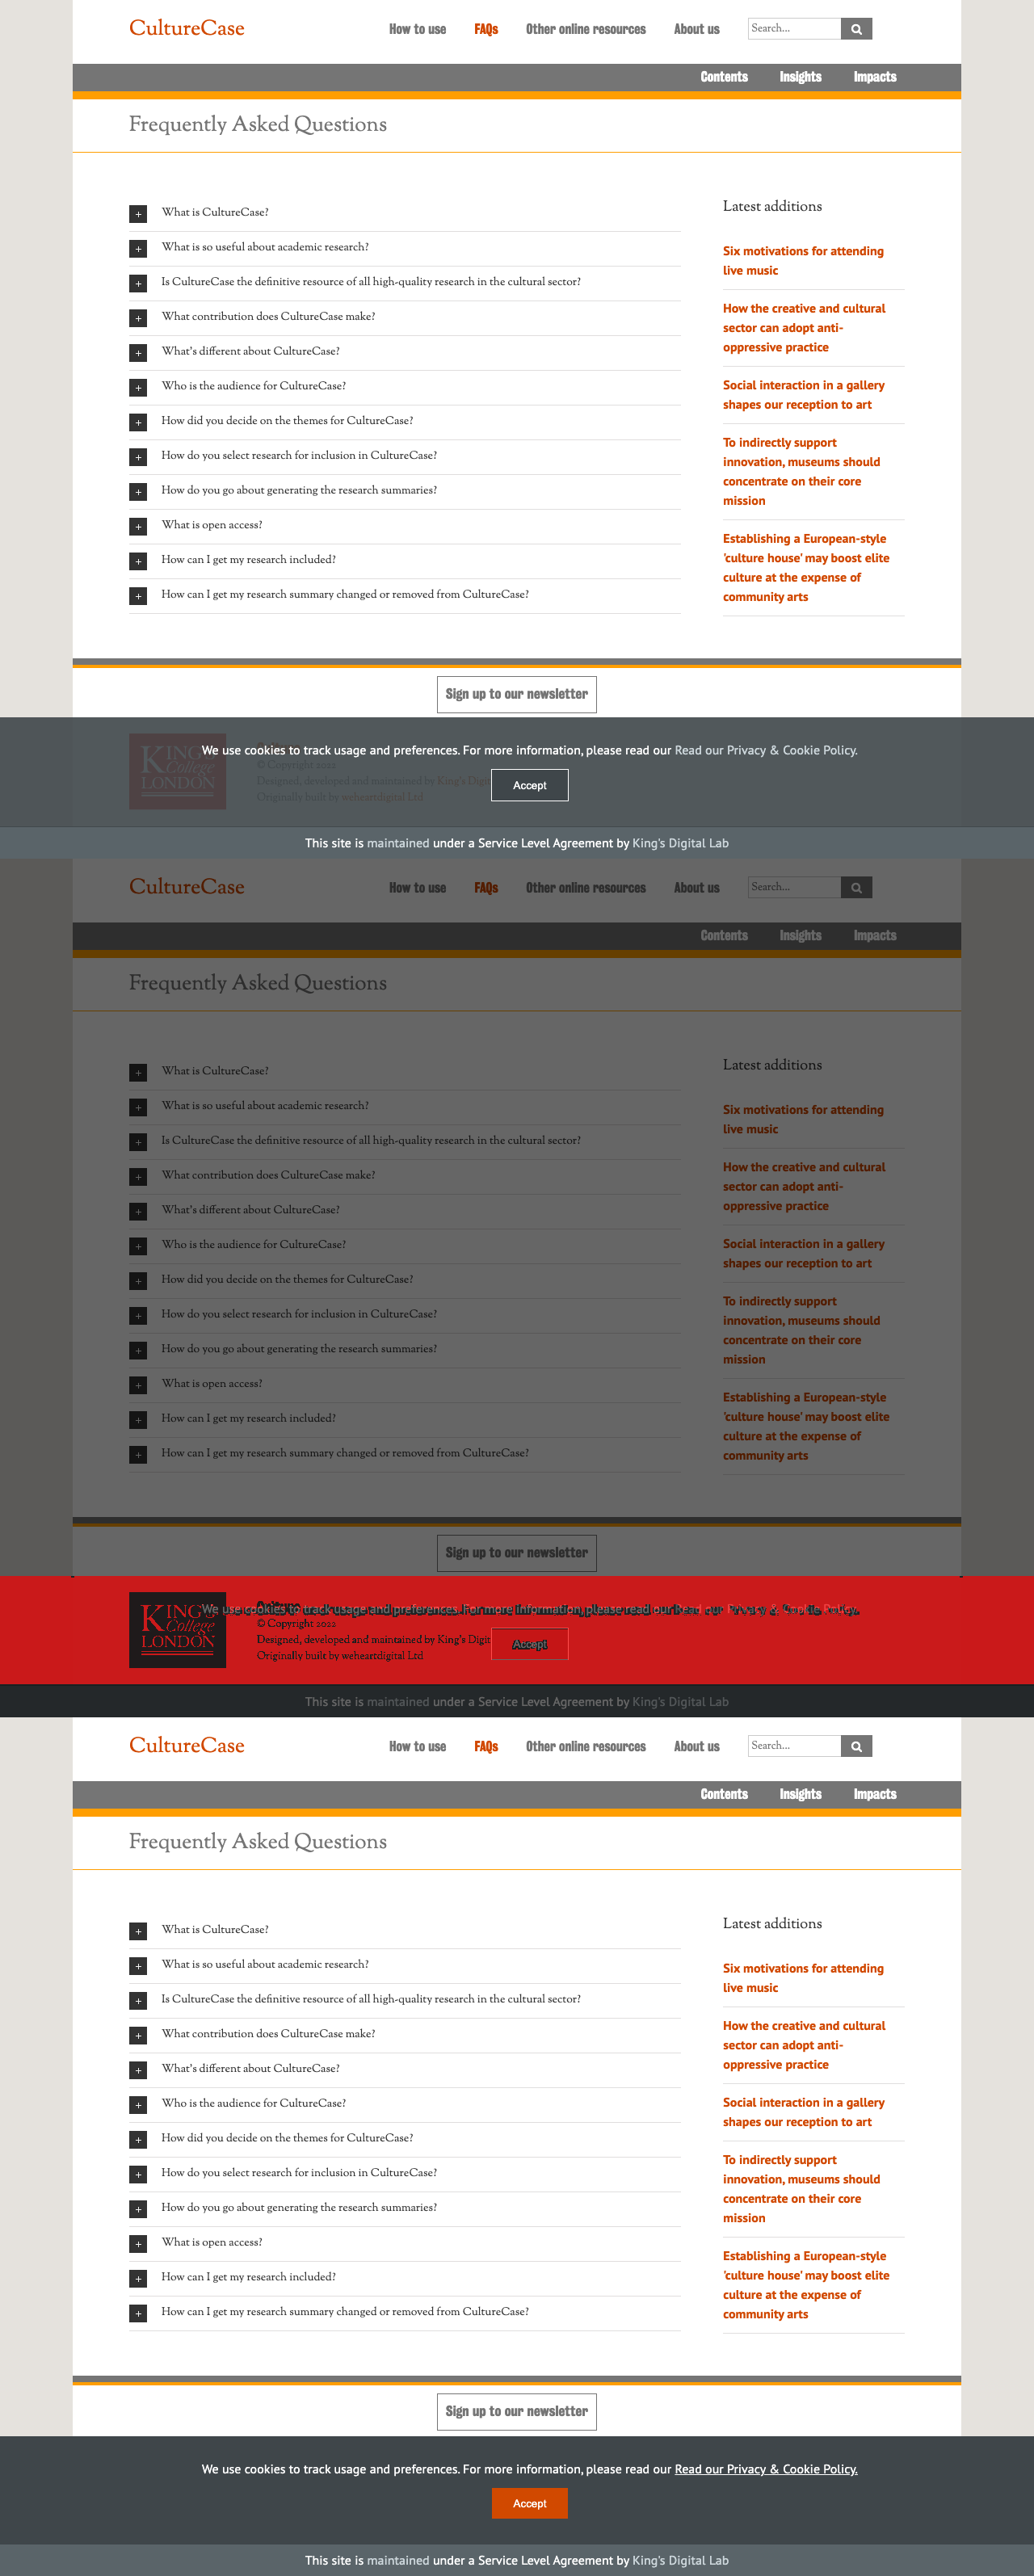 CultureCase
How to use FAQs Other online resources About us Search...
Contents Insights Impacts
Frequently Asked Questions
What is CultureCase?
What is so useful about academic research?
Is CultureCase the definitive resource of all high-quality research in the cultural sector?
What contribution does CultureCase make?
What's different about CultureCase?
Who is the audience for CultureCase?
How did you decide on the themes for CultureCase?
How do you select research for inclusion in CultureCase?
How do you go about generating the research summaries?
What is open access?
How can I get my research included?
How can I get my research summary changed or removed from CultureCase?
Latest additions
Six motivations for attending
live music
How the creative and cultural
sector can adopt anti-
oppressive practice
Social interaction in a gallery
shapes our reception to art
To indirectly support
innovation, museums should
concentrate on their core
mission
Establishing a European-style
'culture house' may boost elite
culture at the expense of
community arts
Sign up to our newsletter
We use cookies to track usage and preferences. For more information, please read our Read our Privacy & Cookie Policy.
KING'S
College
LONDON
© Copyright 2022
Designed, developed and maintained by King's Digit
Originally built by weheartdigital Ltd
Accept
This site is maintained under a Service Level Agreement by King's Digital Lab
CultureCase
How to use FAQs Other online resources About us Search...
Contents Insights Impacts
Frequently Asked Questions
What is CultureCase?
What is so useful about academic research?
Is CultureCase the definitive resource of all high-quality research in the cultural sector?
What contribution does CultureCase make?
What's different about CultureCase?
Who is the audience for CultureCase?
How did you decide on the themes for CultureCase?
How do you select research for inclusion in CultureCase?
How do you go about generating the research summaries?
What is open access?
How can I get my research included?
How can I get my research summary changed or removed from CultureCase?
Latest additions
Six motivations for attending
live music
How the creative and cultural
sector can adopt anti-
oppressive practice
Social interaction in a gallery
shapes our reception to art
To indirectly support
innovation, museums should
concentrate on their core
mission
Establishing a European-style
'culture house' may boost elite
culture at the expense of
community arts
Sign up to our newsletter
We use cookies to track usage and preferences. For more information, please read our Read our Privacy & Cookie Policy.
KING'S
College
LONDON
© Copyright 2022
Designed, developed and maintained by King's Digit
Originally built by weheartdigital Ltd
Accept
This site is maintained under a Service Level Agreement by King's Digital Lab
CultureCase
How to use FAQs Other online resources About us Search...
Contents Insights Impacts
Frequently Asked Questions
What is CultureCase?
What is so useful about academic research?
Is CultureCase the definitive resource of all high-quality research in the cultural sector?
What contribution does CultureCase make?
What's different about CultureCase?
Who is the audience for CultureCase?
How did you decide on the themes for CultureCase?
How do you select research for inclusion in CultureCase?
How do you go about generating the research summaries?
What is open access?
How can I get my research included?
How can I get my research summary changed or removed from CultureCase?
Latest additions
Six motivations for attending
live music
How the creative and cultural
sector can adopt anti-
oppressive practice
Social interaction in a gallery
shapes our reception to art
To indirectly support
innovation, museums should
concentrate on their core
mission
Establishing a European-style
'culture house' may boost elite
culture at the expense of
community arts
Sign up to our newsletter
We use cookies to track usage and preferences. For more information, please read our Read our Privacy & Cookie Policy.
Accept
This site is maintained under a Service Level Agreement by King's Digital Lab